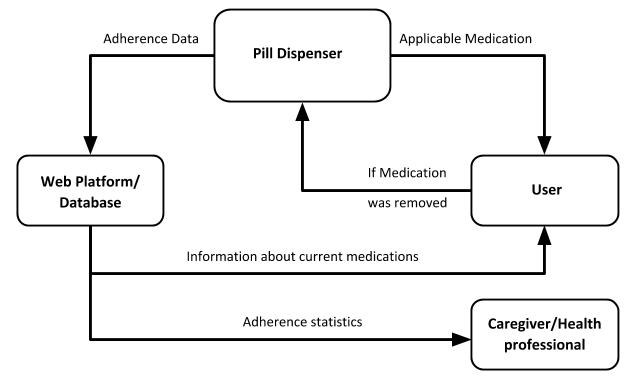 Adherence Data
Pill Dispenser
Applicable Medication
Web Platform/
Database
If Medication
was removed
User
Information about current medications
Adherence statistics
Caregiver/Health
professional